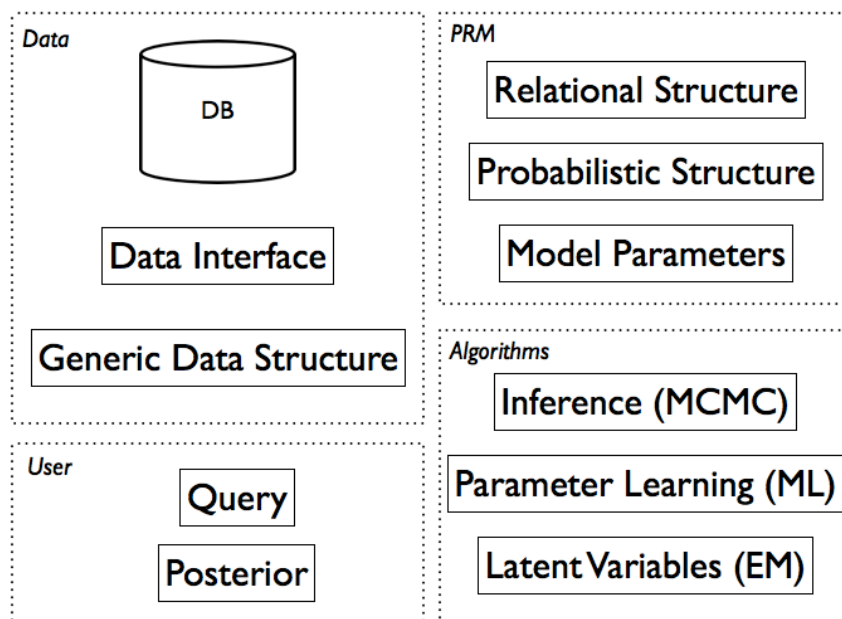 Data
DB
Data Interface
Generic Data Structure
User
Query
Posterior
PRM
Relational Structure
Probabilistic Structure
Model Parameters
Algorithms
Inference (MCMC)
Parameter Learning (ML)
Latent Variables (EM)